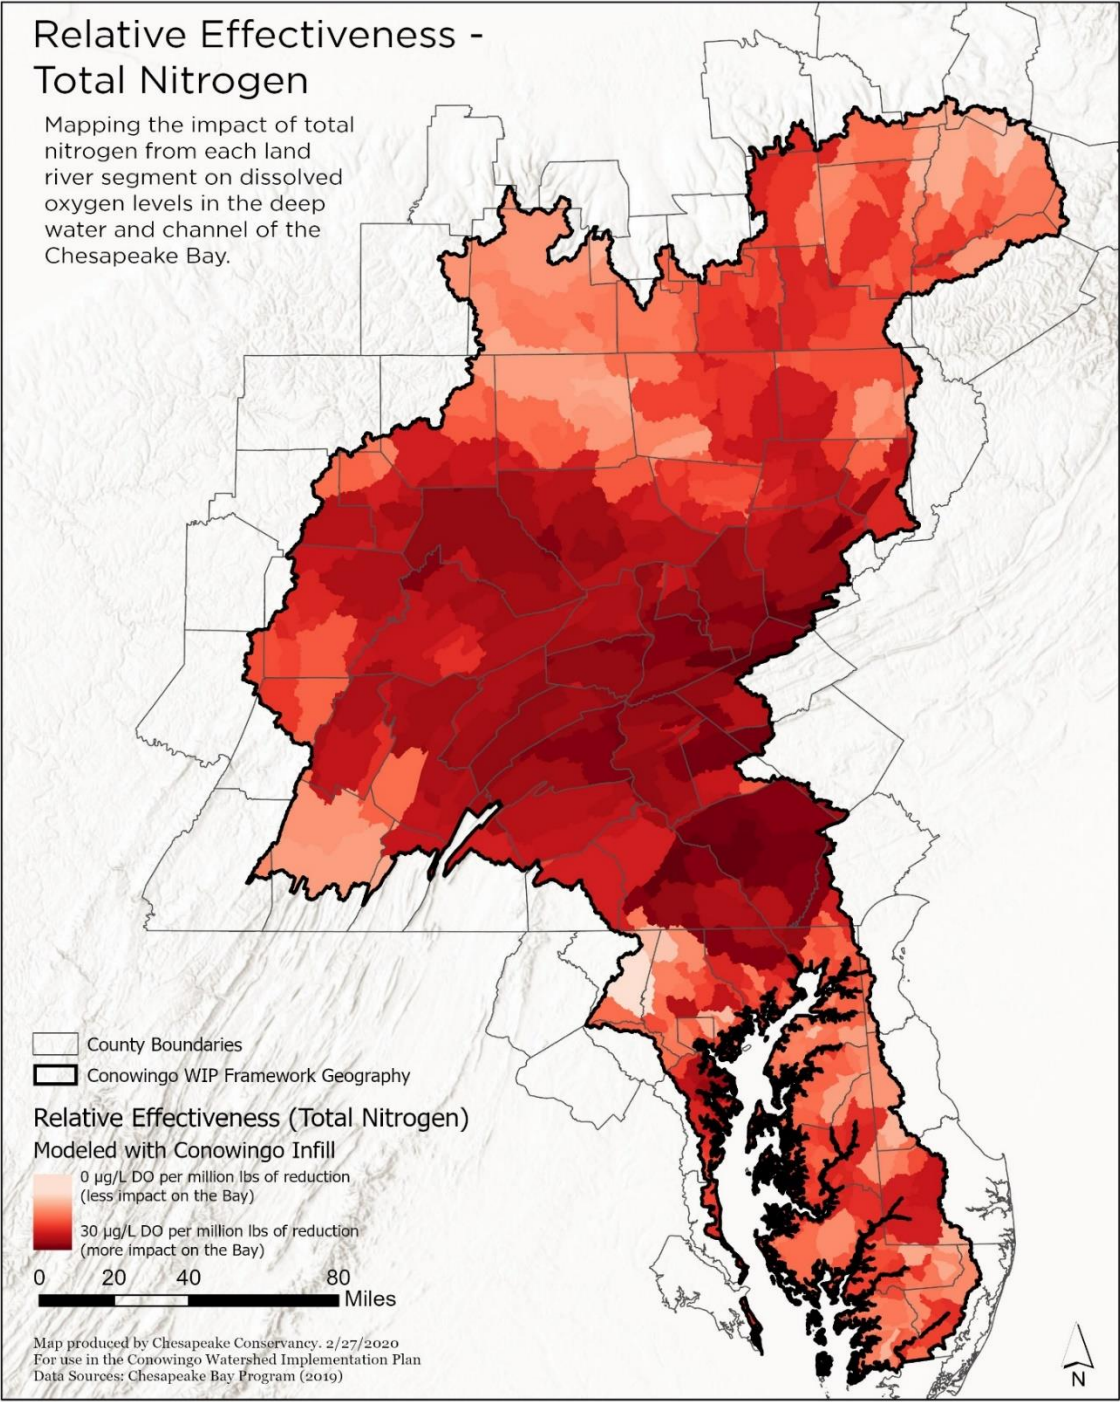 Relative Effectiveness -
Total Nitrogen
Mapping the impact of total
nitrogen from each land
river segment on dissolved
oxygen levels in the deep
water and channel of the
Chesapeake Bay.
County Boundaries
Conowingo WIP Framework Geography
Relative Effectiveness (Total Nitrogen)
Modeled with Conowingo Infill
0 µg/L DO per million lbs of reduction
(less impact on the Bay)
30 µg/L DO per million lbs of reduction
(more impact on the Bay)
0 20 40 80
Miles
Map produced by Chesapeake Conservancy. 2/27/2020
For use in the Conowingo Watershed Implementation Plan
Data Sources: Chesapeake Bay Program (2019)
N